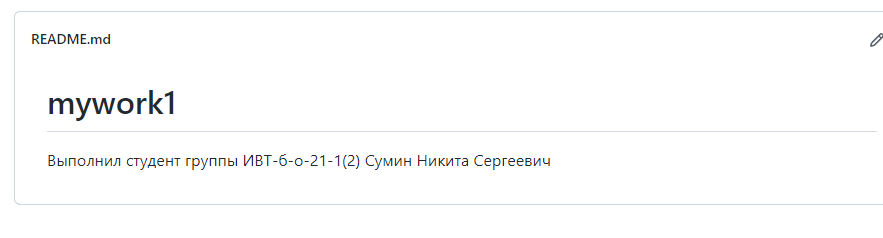 README.md
mywork1
Выполнил студент группы ИВТ-б-о-21-1(2) Сумин Никита Сергеевич